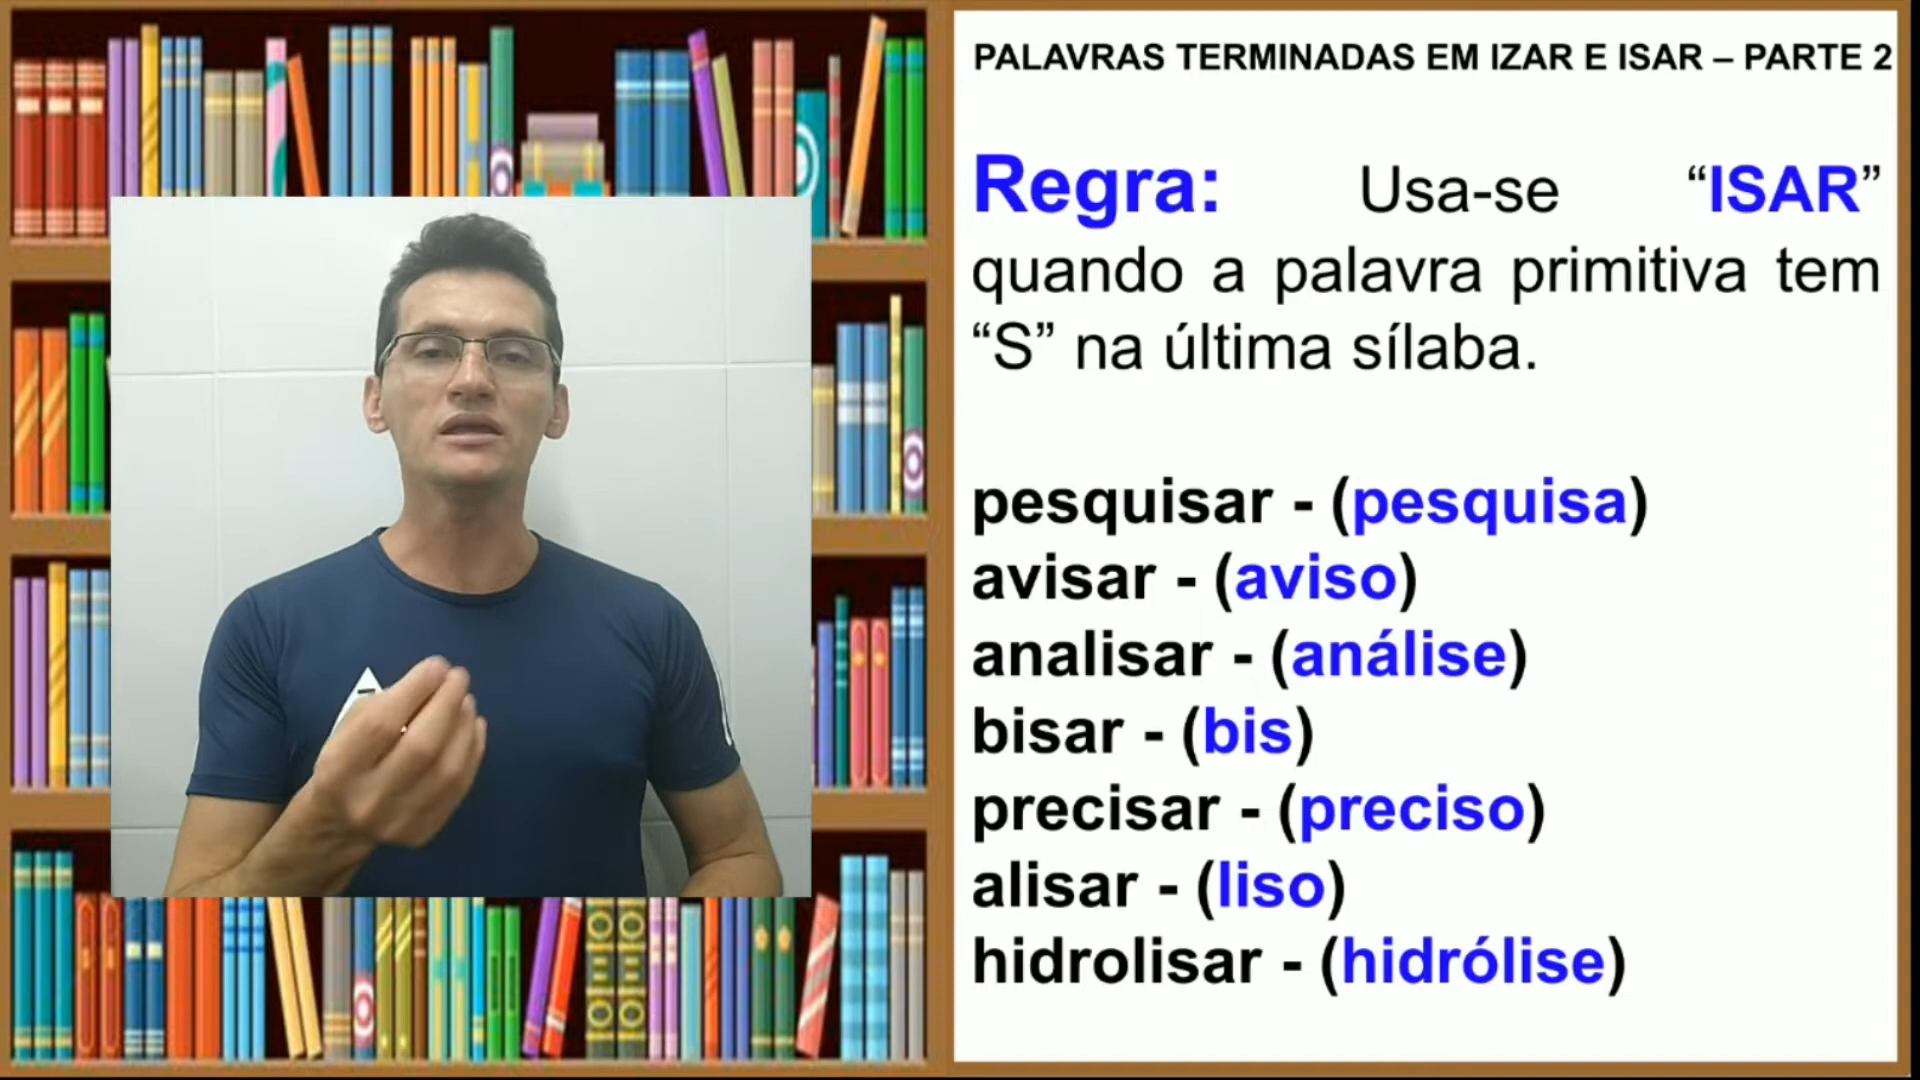 PALAVRAS TERMINADAS EM IZAR E ISAR – PARTE 2
Regra: Usa-se “ISAR”
quando a palavra primitiva tem
“S” na última sílaba.
pesquisar - (pesquisa)
avisar - (aviso)
analisar - (análise)
bisar - (bis)
precisar - (preciso)
alisar - (liso)
hidrolisar - (hidrólise)